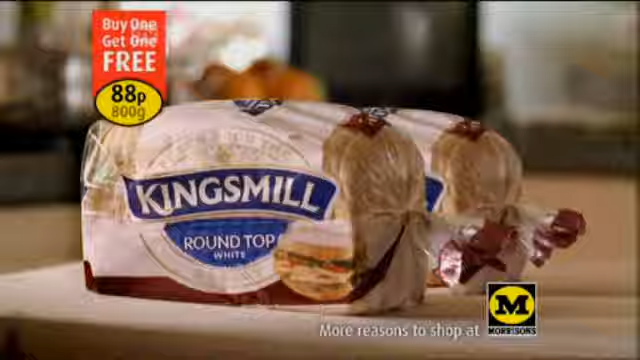 Buy One
Get One
FREE
88p
800g
KINGSMILL
ROUND TOP
WHITE
More reasons to shop at
M
MORRISONS